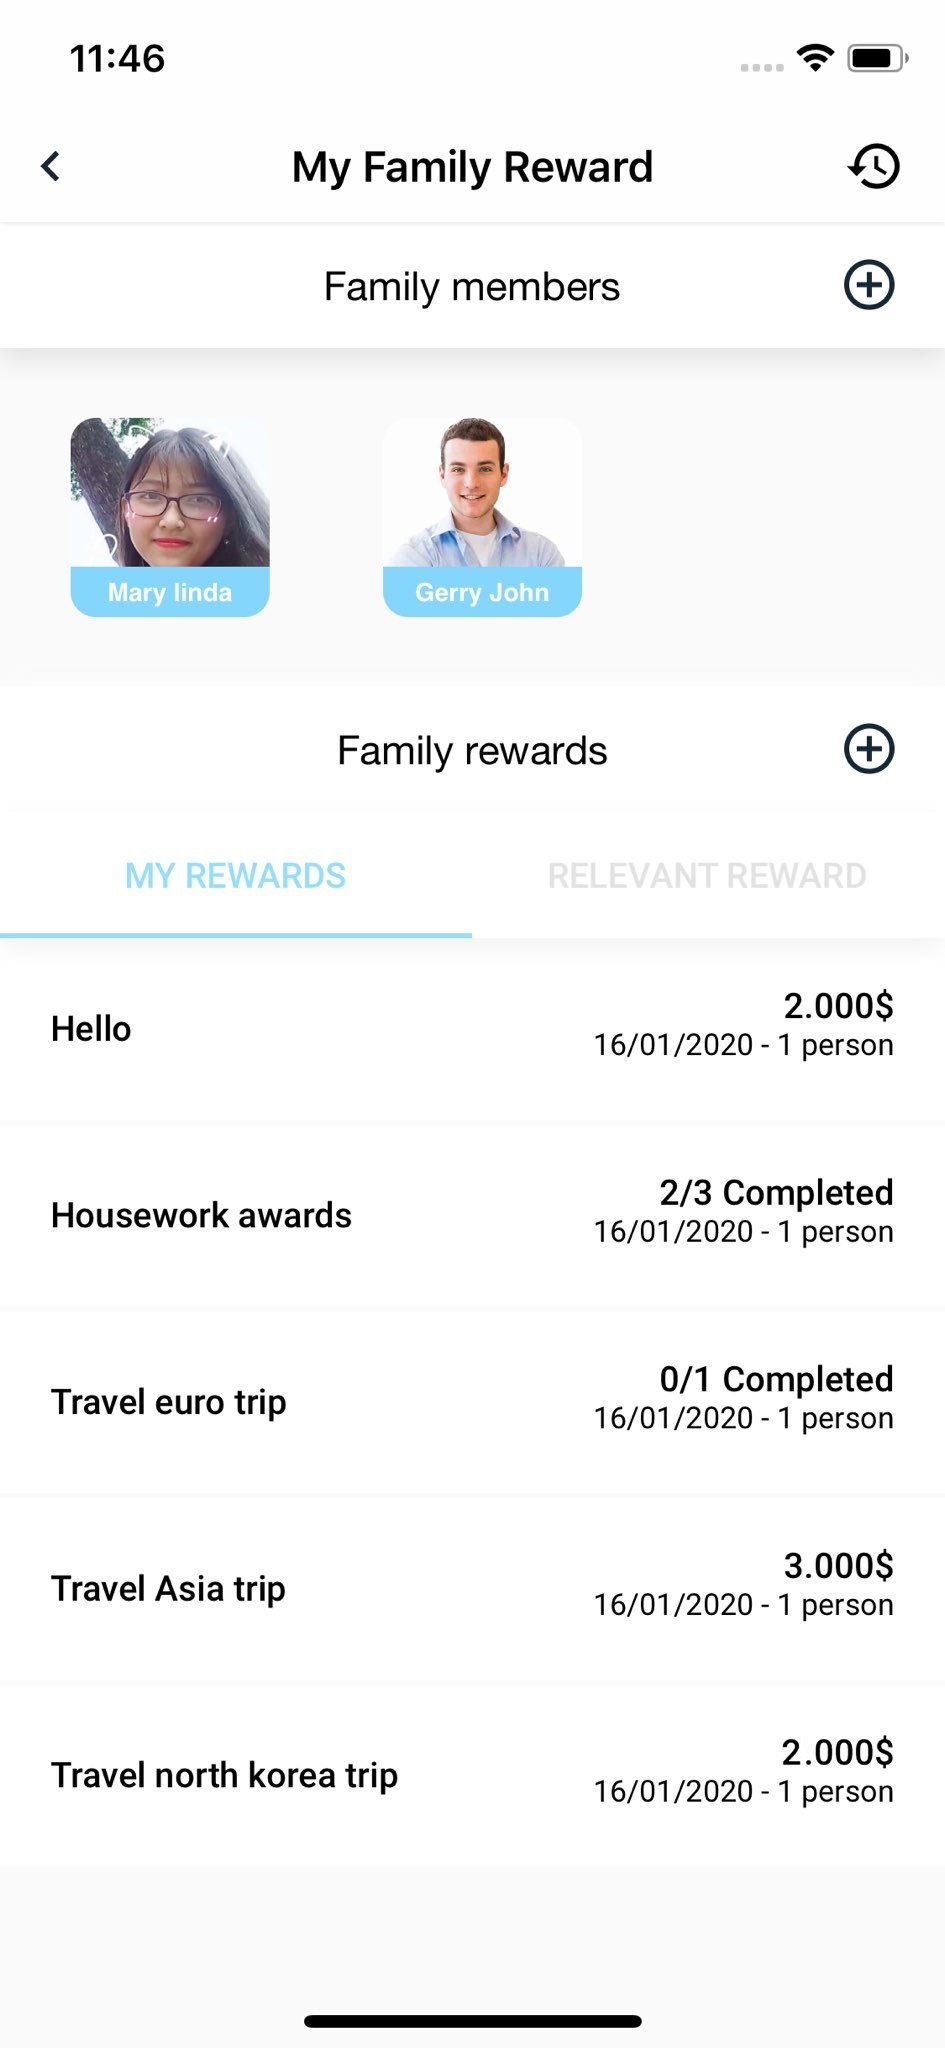 11:46
My Family Reward
Family members
Mary linda
Gerry John
Family rewards
MY REWARDS
RELEVANT REWARD
Hello
2.000$
16/01/2020 - 1 person
Housework awards
2/3 Completed
16/01/2020 - 1 person
Travel euro trip
0/1 Completed
16/01/2020 - 1 person
Travel Asia trip
3.000$
16/01/2020 - 1 person
Travel north korea trip
2.000$
16/01/2020 - 1 person